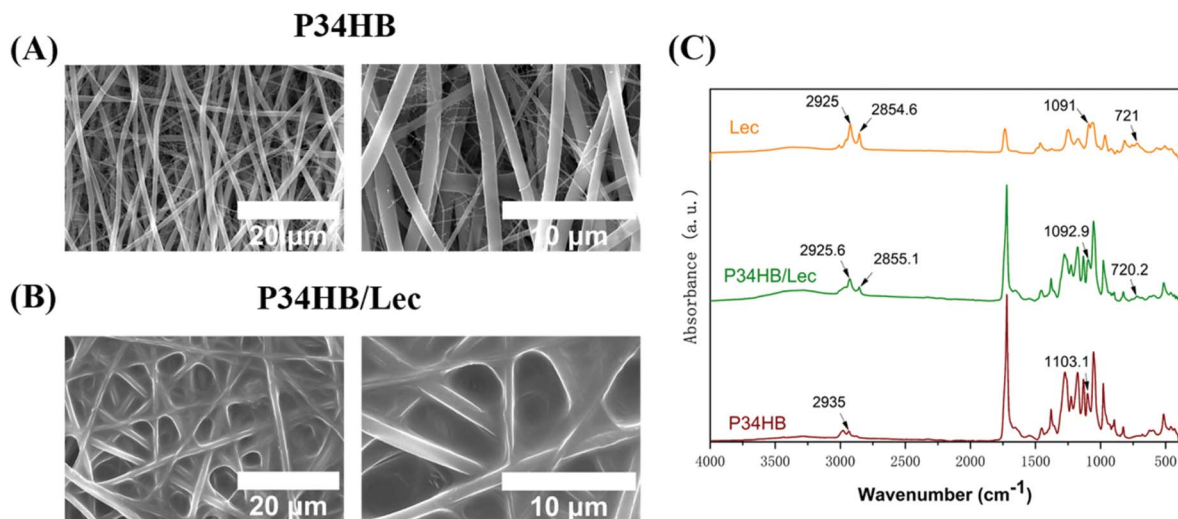 P34HB
(A)
20 μm
10 μm
P34HB/Lec
(B)
20 μm
10 μm
(C)
2925
2854.6
1091
721
Lec
2925.6
2855.1
1092.9
720.2
P34HB/Lec
2935
1103.1
P34HB
Absorbance (a.u.)
4000 3500 3000 2500 2000 1500 1000 500
Wavenumber (cm⁻¹)